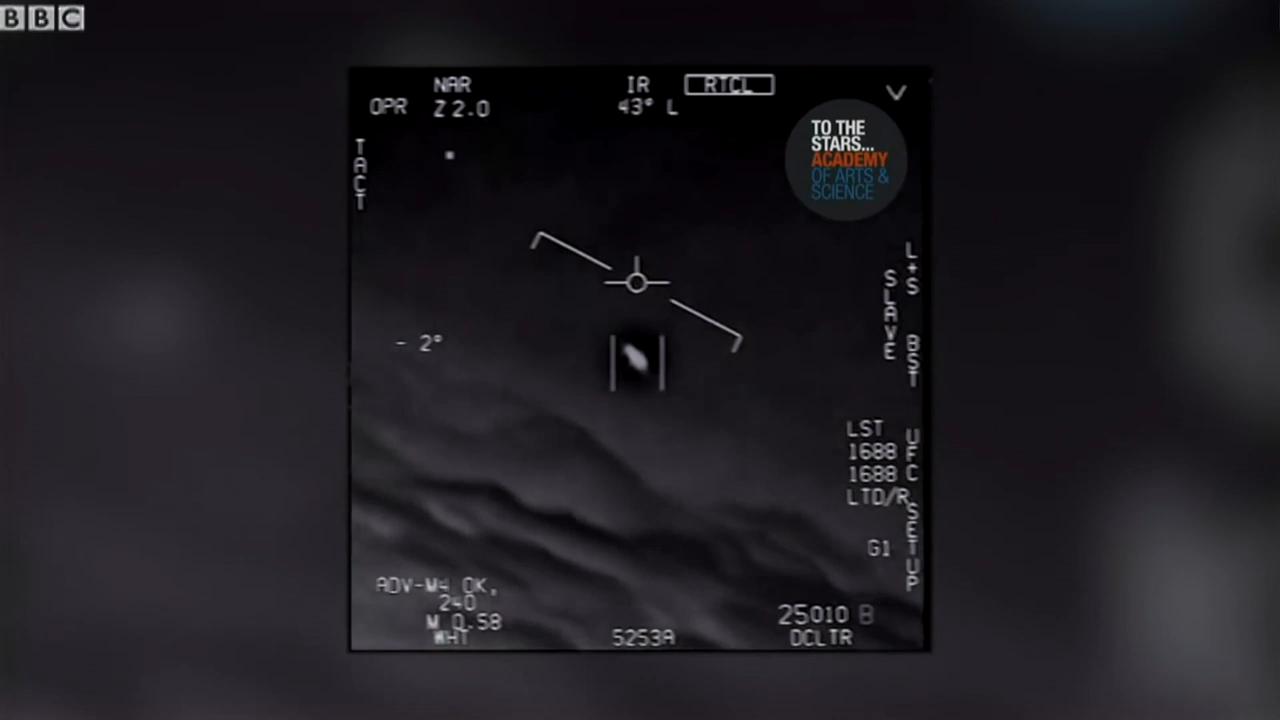 BBC
NAR
IR
RTCL
OPR
Z 2.0
43° L
TACT
TO THE
STARS...
ACADEMY
OF ARTS &
SCIENCE
L+S
SLAVE
BST
- 2°
LST
1688
1688
LTD/R
UFC
SETUP
G1
ADV-M4 OK,
240
M 0.58
WHT
5253A
25010 B
DCLTR